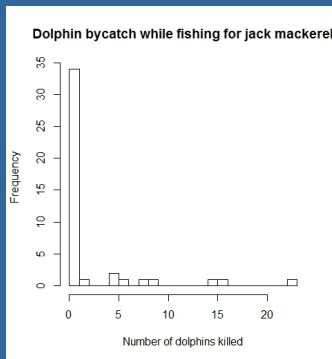 Dolphin bycatch while fishing for jack mackerel
Frequency
35
30
25
20
15
10
5
0
0 5 10 15 20
Number of dolphins killed